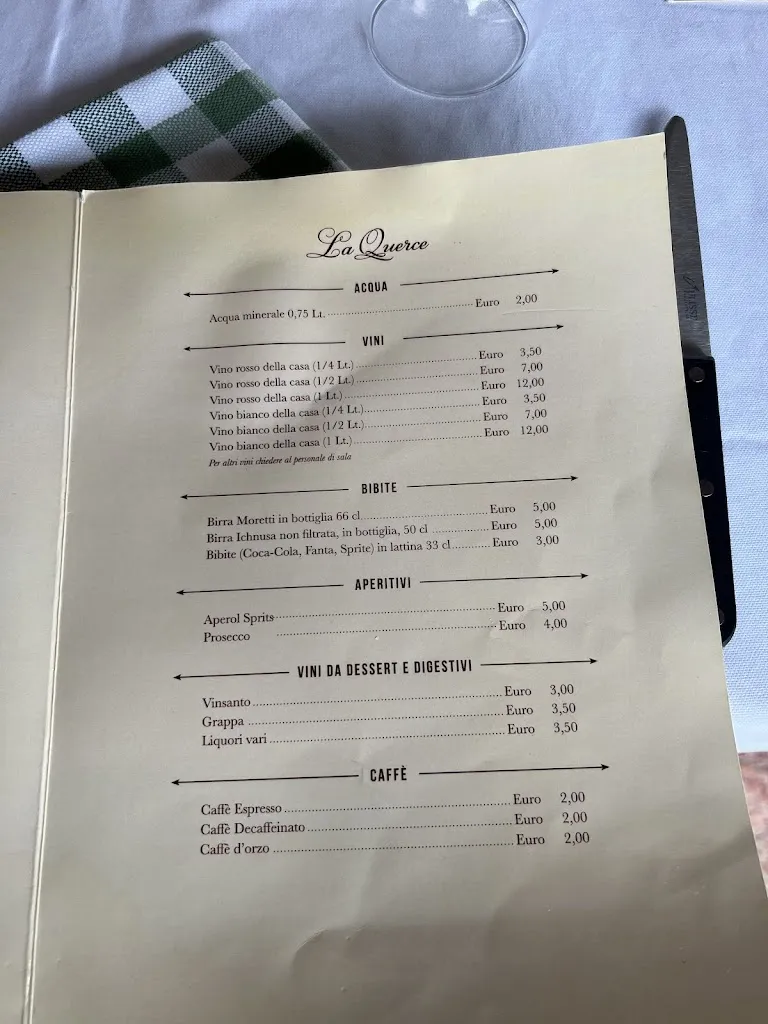 La Querce
ACQUA
Acqua minerale 0,75 Lt. Euro 2,00
VINI
Vino rosso della casa (1/4 Lt.) Euro 3,50
Vino rosso della casa (1/2 Lt.) Euro 7,00
Vino rosso della casa (1 Lt.) Euro 12,00
Vino bianco della casa (1/4 Lt.) Euro 3,50
Vino bianco della casa (1/2 Lt.) Euro 7,00
Vino bianco della casa (1 Lt.) Euro 12,00
Per altri vini chiedere al personale di sala
BIBITE
Birra Moretti in bottiglia 66 cl. Euro 5,00
Birra Ichnusa non filtrata, in bottiglia, 50 cl Euro 5,00
Bibite (Coca-Cola, Fanta, Sprite) in lattina 33 cl Euro 3,00
APERITIVI
Aperol Sprits Euro 5,00
Prosecco Euro 4,00
VINI DA DESSERT E DIGESTIVI
Vinsanto Euro 3,00
Grappa Euro 3,50
Liquori vari Euro 3,50
CAFFÈ
Caffè Espresso Euro 2,00
Caffè Decaffeinato Euro 2,00
Caffè d'orzo Euro 2,00